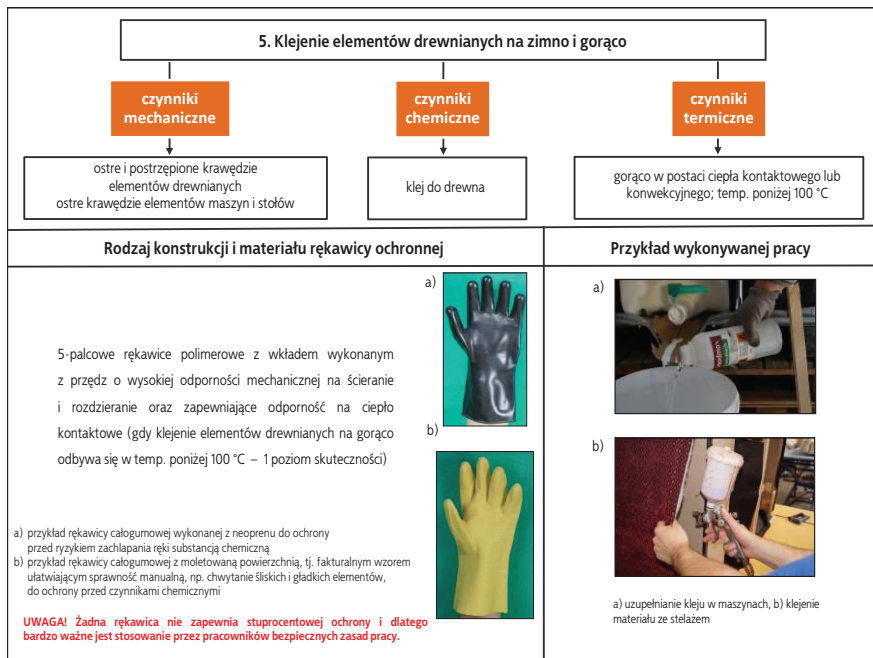 5. Klejenie elementów drewnianych na zimno i gorąco
czynniki
mechaniczne
czynniki
chemiczne
czynniki
termiczne
ostre i postrzępione krawędzie
elementów drewnianych
ostre krawędzie elementów maszyn i stołów
klej do drewna
gorąco w postaci ciepła kontaktowego lub
konwekcyjnego; temp. poniżej 100 °C
Rodzaj konstrukcji i materiału rękawicy ochronnej
Przykład wykonywanej pracy
a)
5-palcowe rękawice polimerowe z wkładem wykonanym
z przędz o wysokiej odporności mechanicznej na ścieranie
i rozdzieranie oraz zapewniające odporność na ciepło
kontaktowe (gdy klejenie elementów drewnianych na gorąco
odbywa się w temp. poniżej 100 °C – 1 poziom skuteczności)
b)
a) przykład rękawicy całogumowej wykonanej z neoprenu do ochrony
przed ryzykiem zachlapania ręki substancją chemiczną
b) przykład rękawicy całogumowej z moletowaną powierzchnią, tj. fakturalnym wzorem
ułatwiającym sprawność manualną, np. chwytanie śliskich i gładkich elementów,
do ochrony przed czynnikami chemicznymi
UWAGA! Żadna rękawica nie zapewnia stuprocentowej ochrony i dlatego
bardzo ważne jest stosowanie przez pracowników bezpiecznych zasad pracy.
a)
b)
a) uzupełnianie kleju w maszynach, b) klejenie
materiału ze stelażem